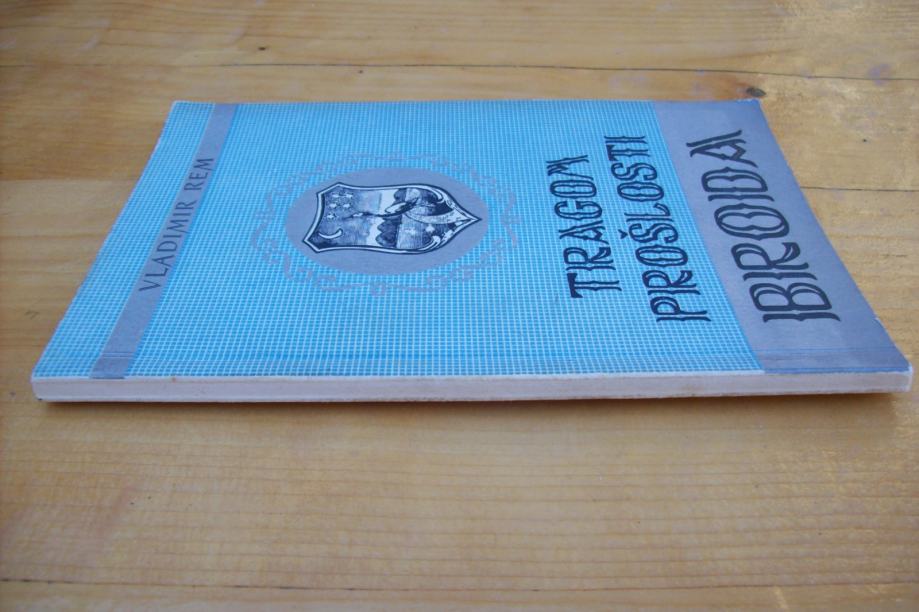 VLADIMIR REM
TRAGOM
PROŠLOSTI
BRODA